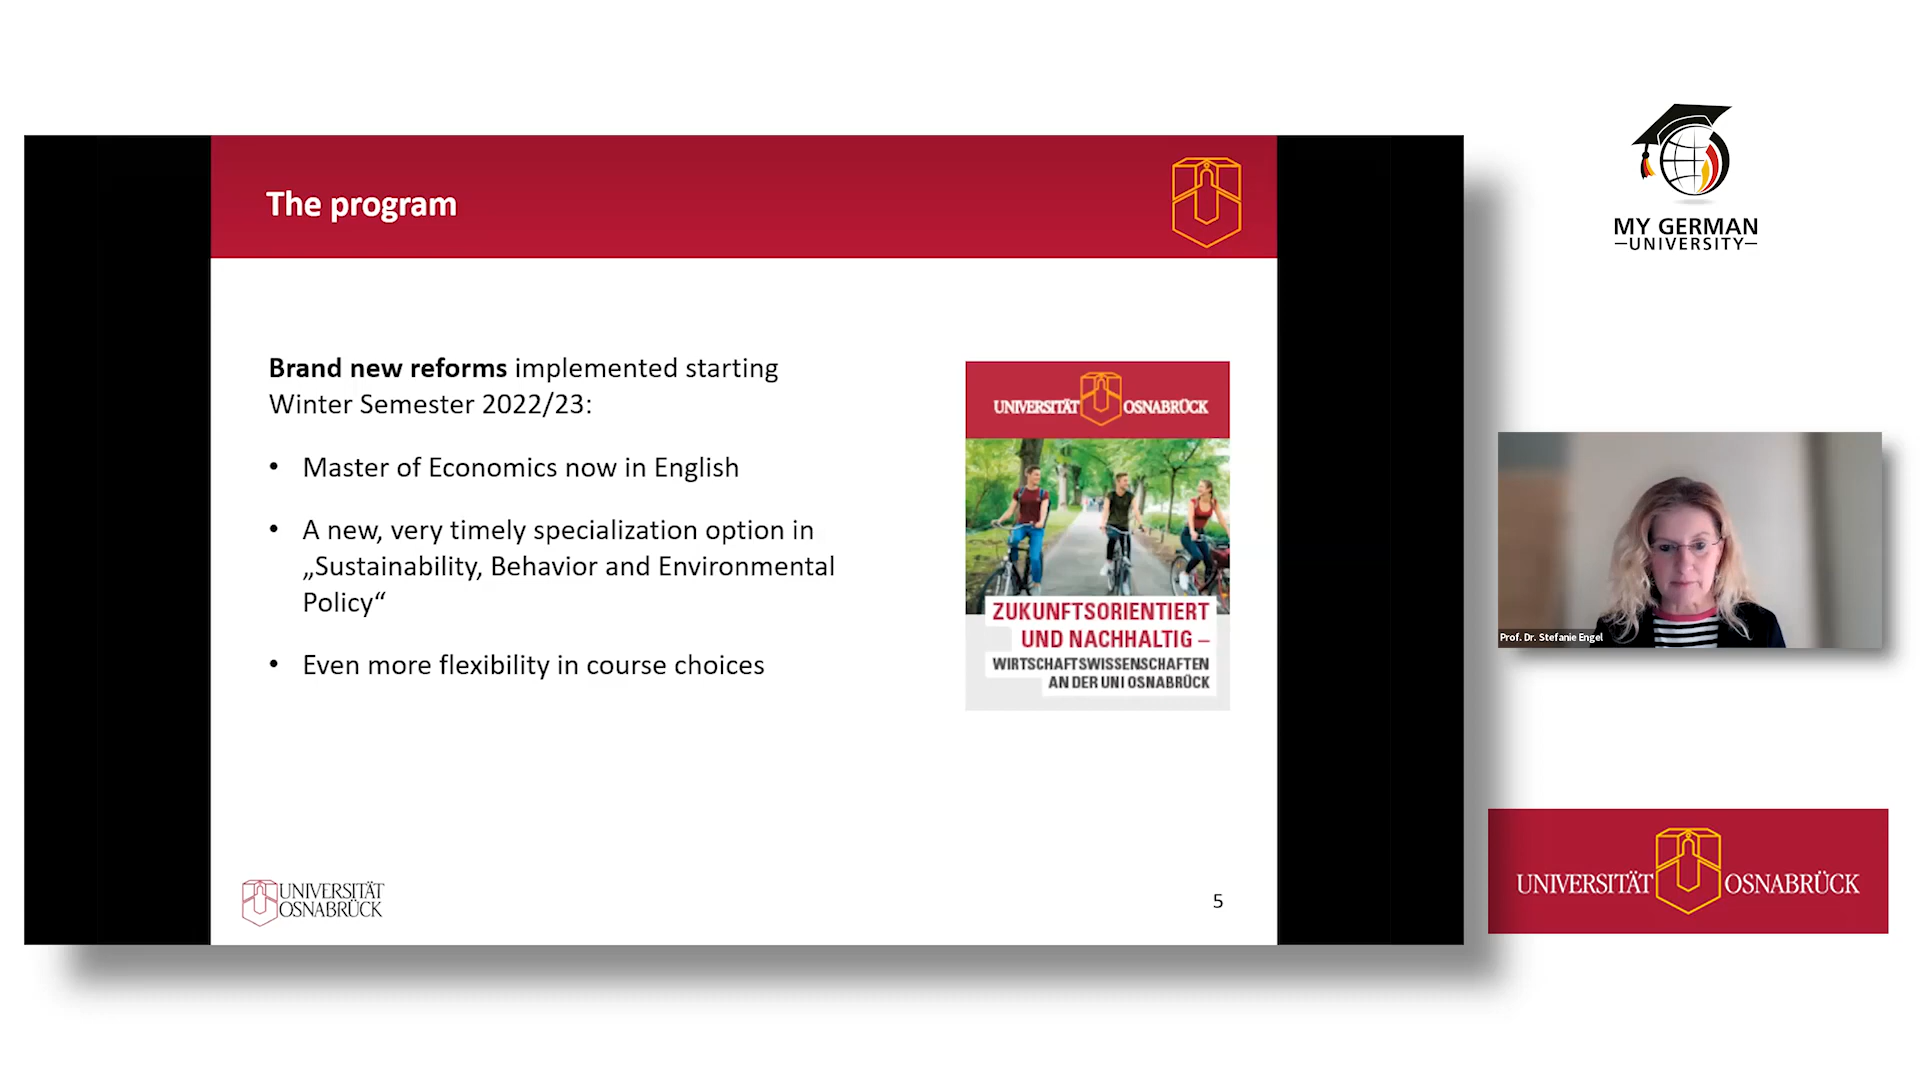 The program
Brand new reforms implemented starting
Winter Semester 2022/23:
• Master of Economics now in English
• A new, very timely specialization option in
„Sustainability, Behavior and Environmental
Policy“
• Even more flexibility in course choices
UNIVERSITÄT OSNABRÜCK
ZUKUNFTSORIENTIERT
UND NACHHALTIG –
WIRTSCHAFTSWISSENSCHAFTEN
AN DER UNI OSNABRÜCK
UNIVERSITÄT
OSNABRÜCK
5
MY GERMAN
UNIVERSITY
Prof. Dr. Stefanie Engel
UNIVERSITÄT OSNABRÜCK